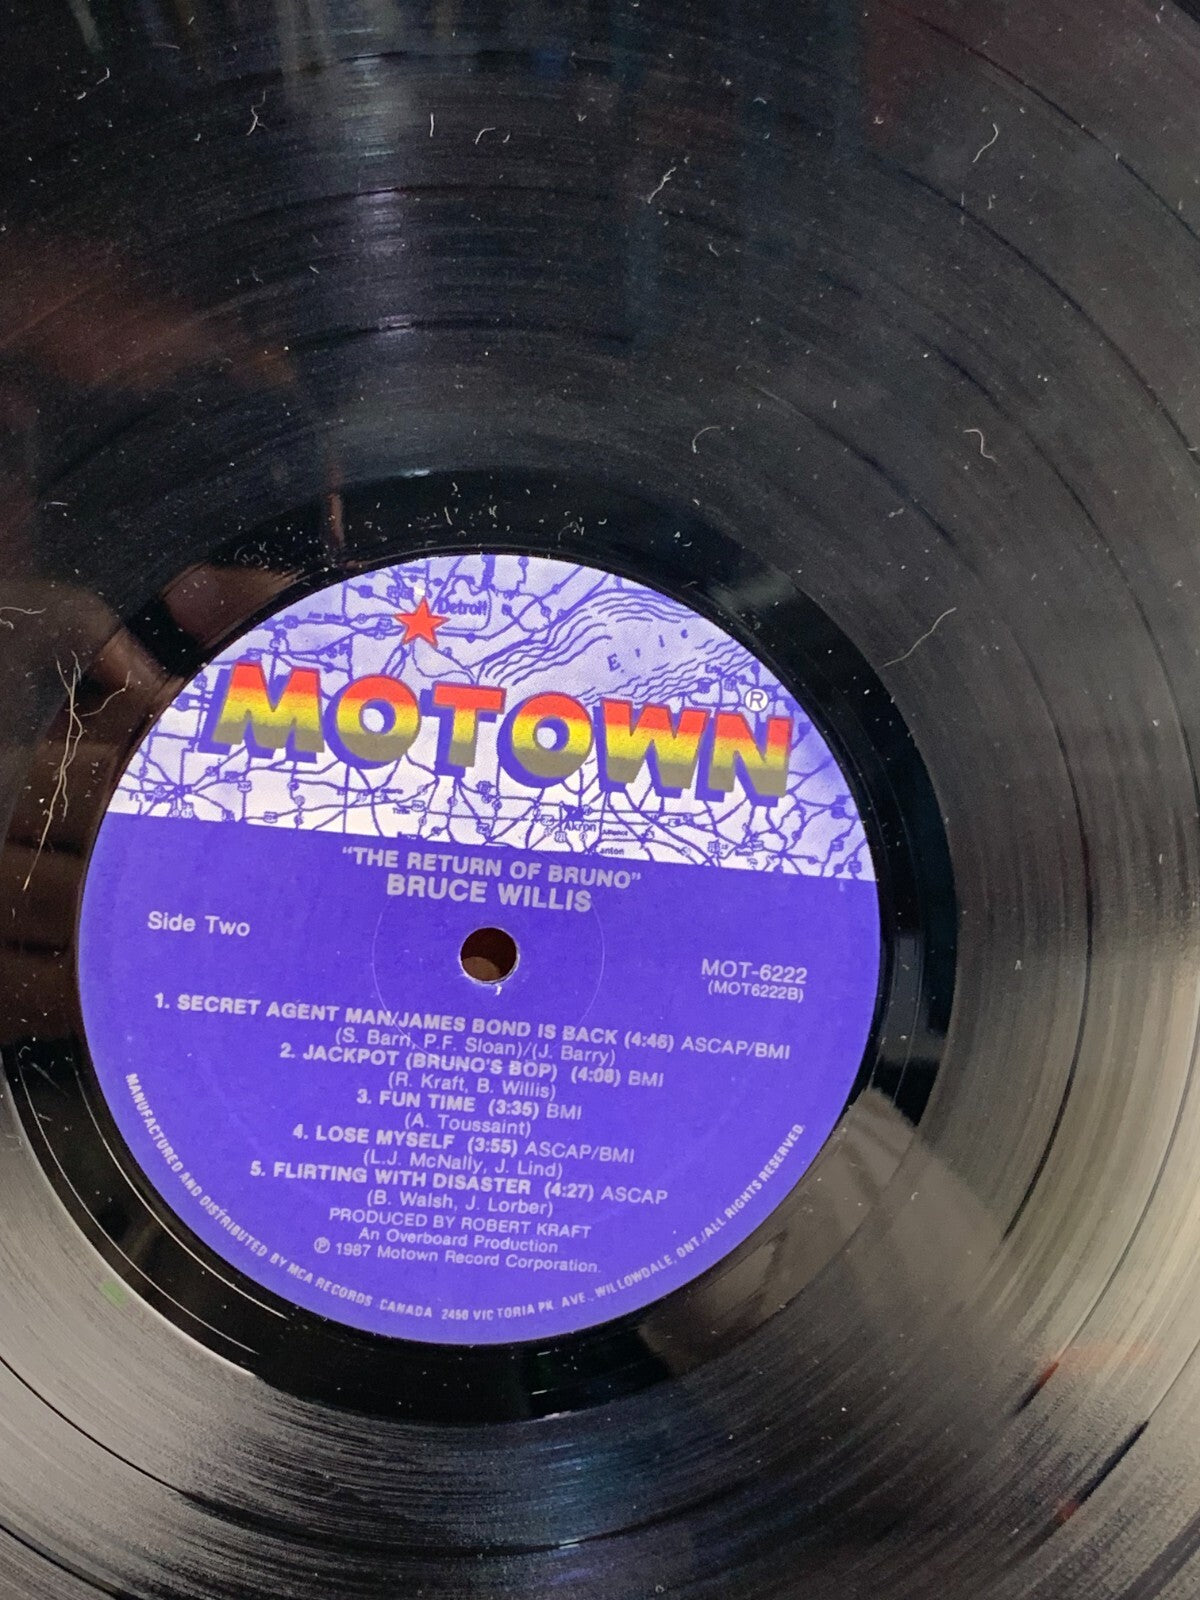 Detroit
Erie
MOTOWN®
Akron
"THE RETURN OF BRUNO"
BRUCE WILLIS
Side Two
MOT-6222
(MOT6222B)
1. SECRET AGENT MAN/JAMES BOND IS BACK (4:46) ASCAP/BMI
(S. Barri, P.F. Sloan)/(J. Barry)
2. JACKPOT (BRUNO'S BOP) (4:08) BMI
(R. Kraft, B. Willis)
3. FUN TIME (3:35) BMI
(A. Toussaint)
4. LOSE MYSELF (3:55) ASCAP/BMI
(L.J. McNally, J. Lind)
5. FLIRTING WITH DISASTER (4:27) ASCAP
(B. Walsh, J. Lorber)
PRODUCED BY ROBERT KRAFT
An Overboard Production
℗ 1987 Motown Record Corporation.
MANUFACTURED AND DISTRIBUTED BY MCA RECORDS CANADA 2450 VICTORIA PK. AVE., WILLOWDALE, ONT./ALL RIGHTS RESERVED.